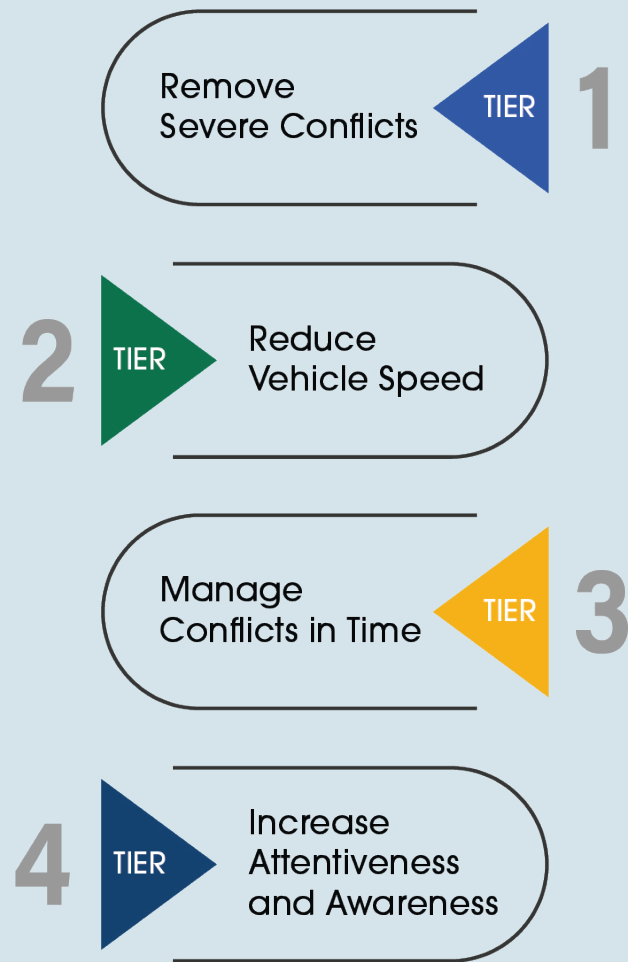 Remove
Severe Conflicts
TIER
1
2
TIER
Reduce
Vehicle Speed
Manage
Conflicts in Time
TIER
3
4
TIER
Increase
Attentiveness
and Awareness